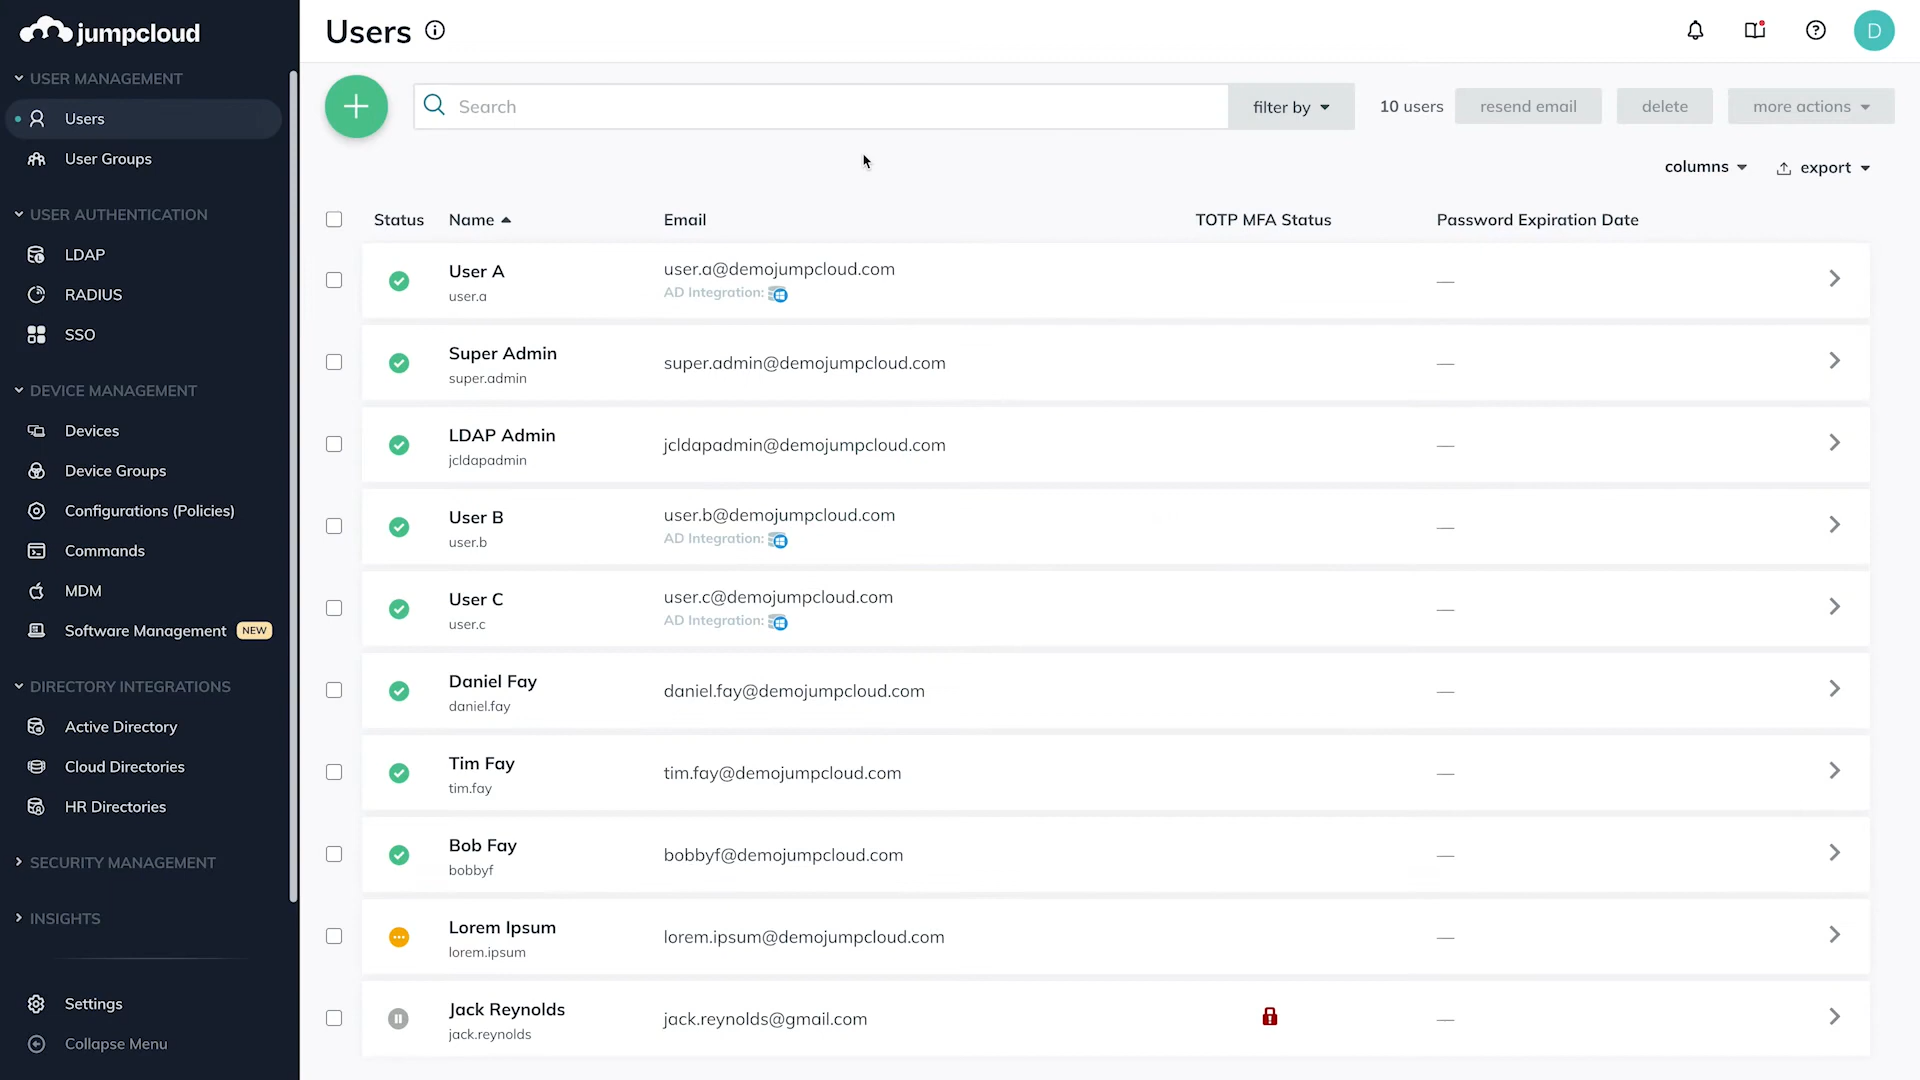 jumpcloud
USER MANAGEMENT
Users
User Groups
USER AUTHENTICATION
LDAP
RADIUS
SSO
DEVICE MANAGEMENT
Devices
Device Groups
Configurations (Policies)
Commands
MDM
Software Management NEW
DIRECTORY INTEGRATIONS
Active Directory
Cloud Directories
HR Directories
SECURITY MANAGEMENT
INSIGHTS
Settings
Collapse Menu
Users
D
Search filter by 10 users resend email delete more actions
columns export
Status Name Email TOTP MFA Status Password Expiration Date
User A user.a@demojumpcloud.com —
user.a AD Integration:
Super Admin super.admin@demojumpcloud.com —
super.admin
LDAP Admin jcldapadmin@demojumpcloud.com —
jcldapadmin
User B user.b@demojumpcloud.com —
user.b AD Integration:
User C user.c@demojumpcloud.com —
user.c AD Integration:
Daniel Fay daniel.fay@demojumpcloud.com —
daniel.fay
Tim Fay tim.fay@demojumpcloud.com —
tim.fay
Bob Fay bobbyf@demojumpcloud.com —
bobbyf
Lorem Ipsum lorem.ipsum@demojumpcloud.com —
lorem.ipsum
Jack Reynolds jack.reynolds@gmail.com —
jack.reynolds